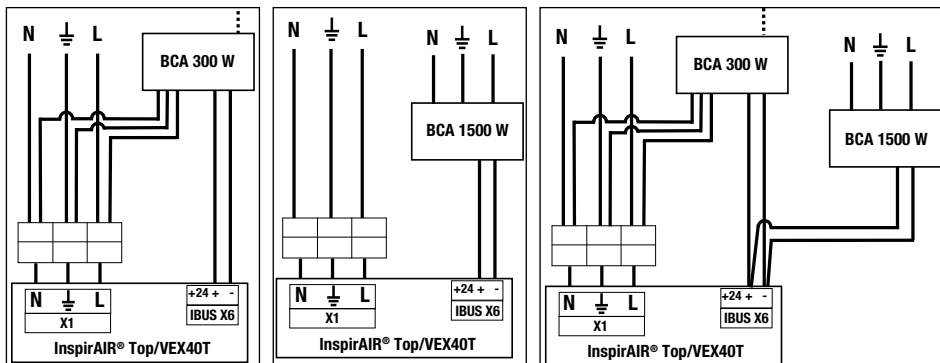 N ⏚ L
BCA 300 W
N ⏚ L
+24 + -
X1
IBUS X6
InspirAIR® Top/VEX40T
N ⏚ L
N ⏚ L
BCA 1500 W
N ⏚ L
+24 + -
X1
IBUS X6
InspirAIR® Top/VEX40T
N ⏚ L
BCA 300 W
N ⏚ L
BCA 1500 W
N ⏚ L
+24 + -
X1
IBUS X6
InspirAIR® Top/VEX40T